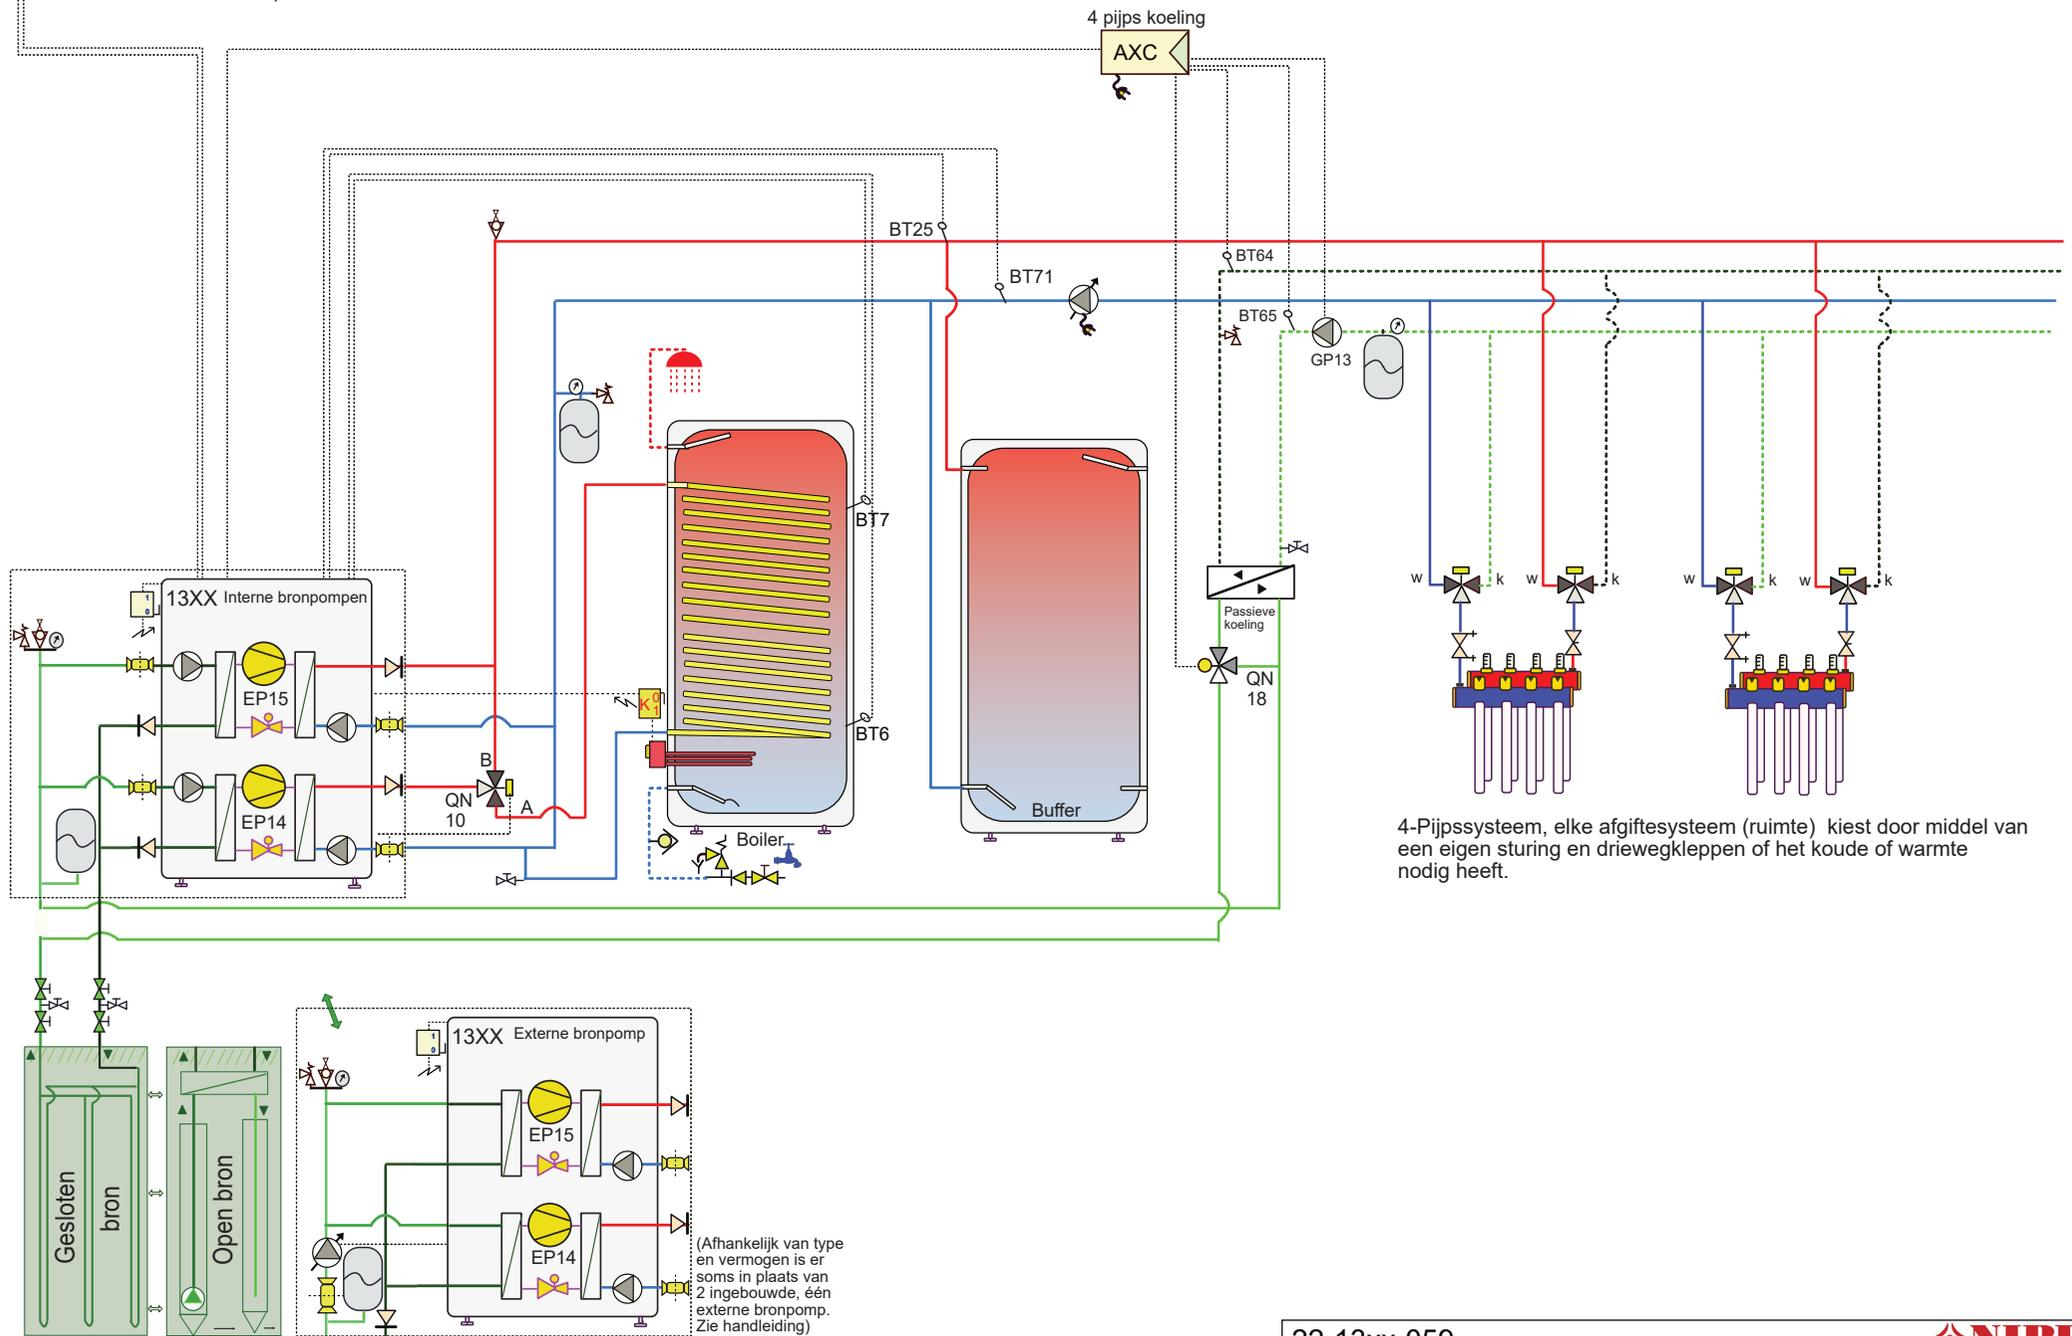 4 pijps koeling
AXC
BT25
BT64
BT71
BT65
GP13
BT7
13XX Interne bronpompen
w
k
w
k
w
k
w
k
Passieve
koeling
EP15
K 0
1
QN
18
BT6
B
QN
10
A
EP14
Buffer
Boiler
4-Pijpssysteem, elke afgiftesysteem (ruimte) kiest door middel van
een eigen sturing en driewegkleppen of het koude of warmte
nodig heeft.
13XX Externe bronpomp
EP15
EP14
Gesloten
bron
Open bron
(Afhankelijk van type
en vermogen is er
soms in plaats van
2 ingebouwde, één
externe bronpomp.
Zie handleiding)